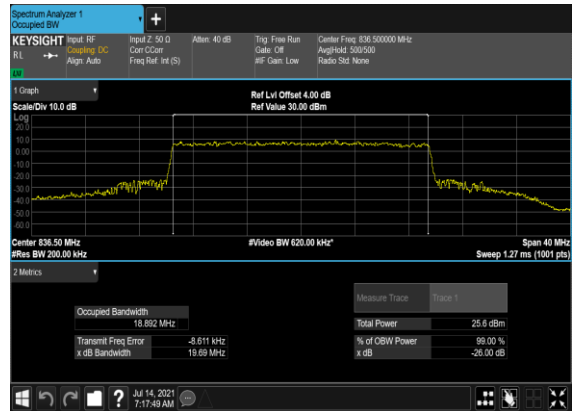 Spectrum Analyzer 1
Occupied BW
+
KEYSIGHT Input: RF Input Z: 50 Ω Atten: 40 dB Trig: Free Run Center Freq: 836.500000 MHz
RL Coupling: DC Corr CCorr Gate: Off Avg|Hold: 500/500
Align: Auto Freq Ref: Int (S) #IF Gain: Low Radio Std: None
1 Graph
Ref Lvl Offset 4.00 dB
Scale/Div 10.0 dB Ref Value 30.00 dBm
Log
20.0
10.0
0.00
-10.0
-20.0
-30.0
-40.0
-50.0
-60.0
Center 836.50 MHz #Video BW 620.00 kHz* Span 40 MHz
#Res BW 200.00 kHz Sweep 1.27 ms (1001 pts)
2 Metrics
Measure Trace Trace 1
Occupied Bandwidth
18.892 MHz Total Power 25.6 dBm
Transmit Freq Error -8.611 kHz % of OBW Power 99.00 %
x dB Bandwidth 19.69 MHz x dB -26.00 dB
? Jul 14, 2021
7:17:49 AM